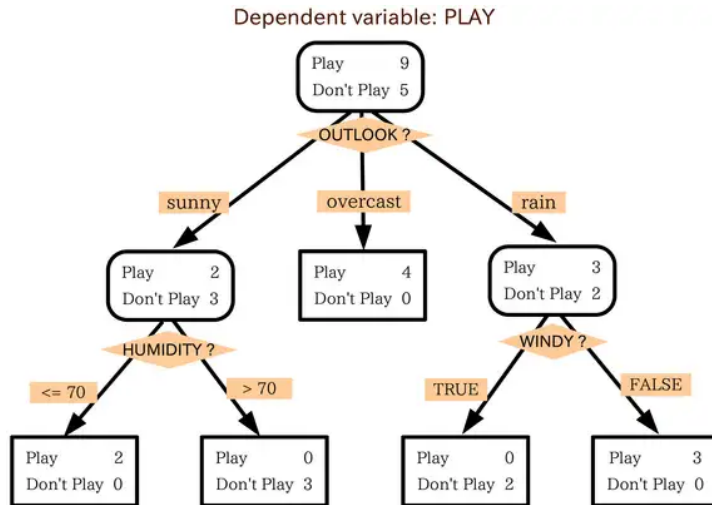 Dependent variable: PLAY
Play 9
Don't Play 5
OUTLOOK ?
sunny
overcast
rain
Play 2
Don't Play 3
Play 4
Don't Play 0
Play 3
Don't Play 2
HUMIDITY ?
WINDY ?
<= 70
> 70
TRUE
FALSE
Play 2
Don't Play 0
Play 0
Don't Play 3
Play 0
Don't Play 2
Play 3
Don't Play 0